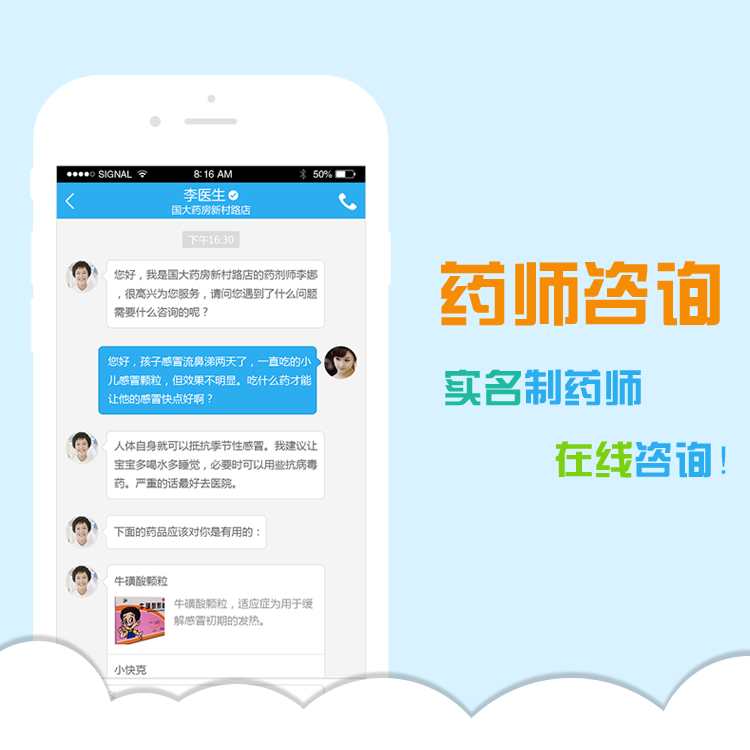 SIGNAL 8:16 AM 50%
李医生
国大药房新村路店
下午16:30
您好，我是国大药房新村路店的药剂师李娜
，很高兴为您服务，请问您遇到了什么问题
需要什么咨询的呢？
您好，孩子感冒流鼻涕两天了，一直吃的小
儿感冒颗粒，但效果不明显。吃什么药才能
让他的感冒快点好啊？
人体自身就可以抵抗季节性感冒。我建议让
宝宝多喝水多睡觉，必要时可以用些抗病毒
药。严重的话最好去医院。
下面的药品应该对你是有用的：
牛磺酸颗粒
牛磺酸颗粒
牛磺酸颗粒，适应症为用于缓
解感冒初期的发热。
小快克
药师咨询
实名制药师
在线咨询！